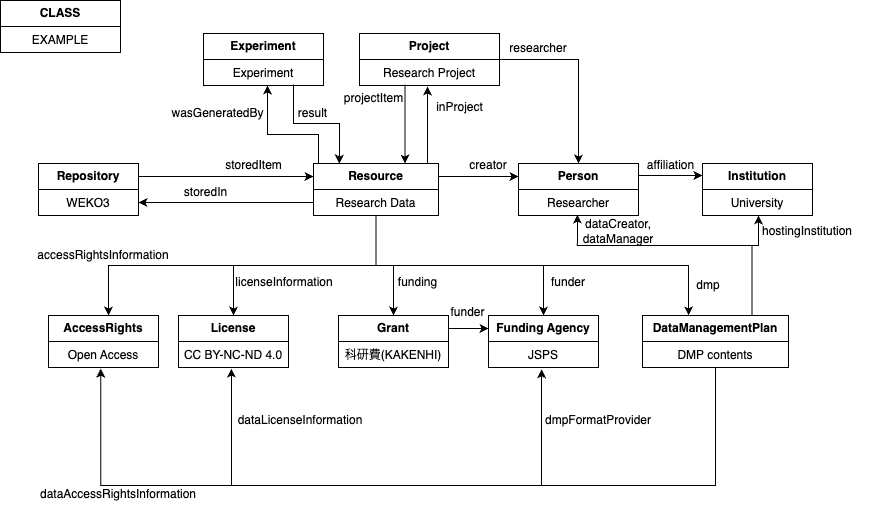 CLASS
EXAMPLE
Experiment
Experiment
Project
Research Project
researcher
wasGeneratedBy
result
projectItem
inProject
Repository
WEKO3
storedItem
storedIn
Resource
Research Data
creator
Person
Researcher
affiliation
Institution
University
dataCreator,
dataManager
hostingInstitution
accessRightsInformation
licenseInformation
funding
funder
dmp
AccessRights
Open Access
License
CC BY-NC-ND 4.0
Grant
科研費(KAKENHI)
funder
Funding Agency
JSPS
DataManagementPlan
DMP contents
dataLicenseInformation
dmpFormatProvider
dataAccessRightsInformation